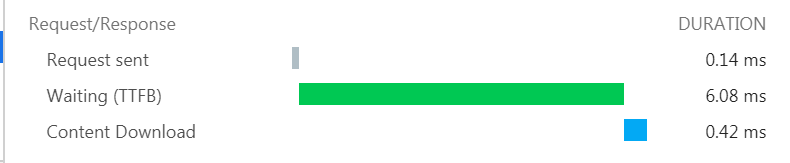 Request/Response DURATION
Request sent 0.14 ms
Waiting (TTFB) 6.08 ms
Content Download 0.42 ms